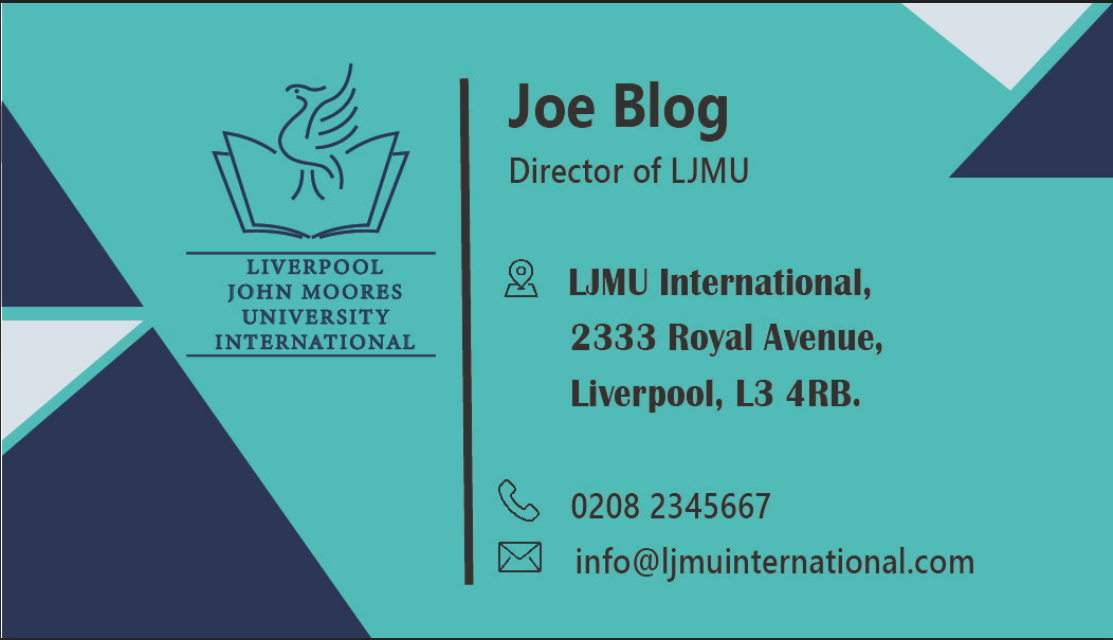 LIVERPOOL
JOHN MOORES
UNIVERSITY
INTERNATIONAL
Joe Blog
Director of LJMU
LJMU International,
2333 Royal Avenue,
Liverpool, L3 4RB.
0208 2345667
info@ljmuinternational.com